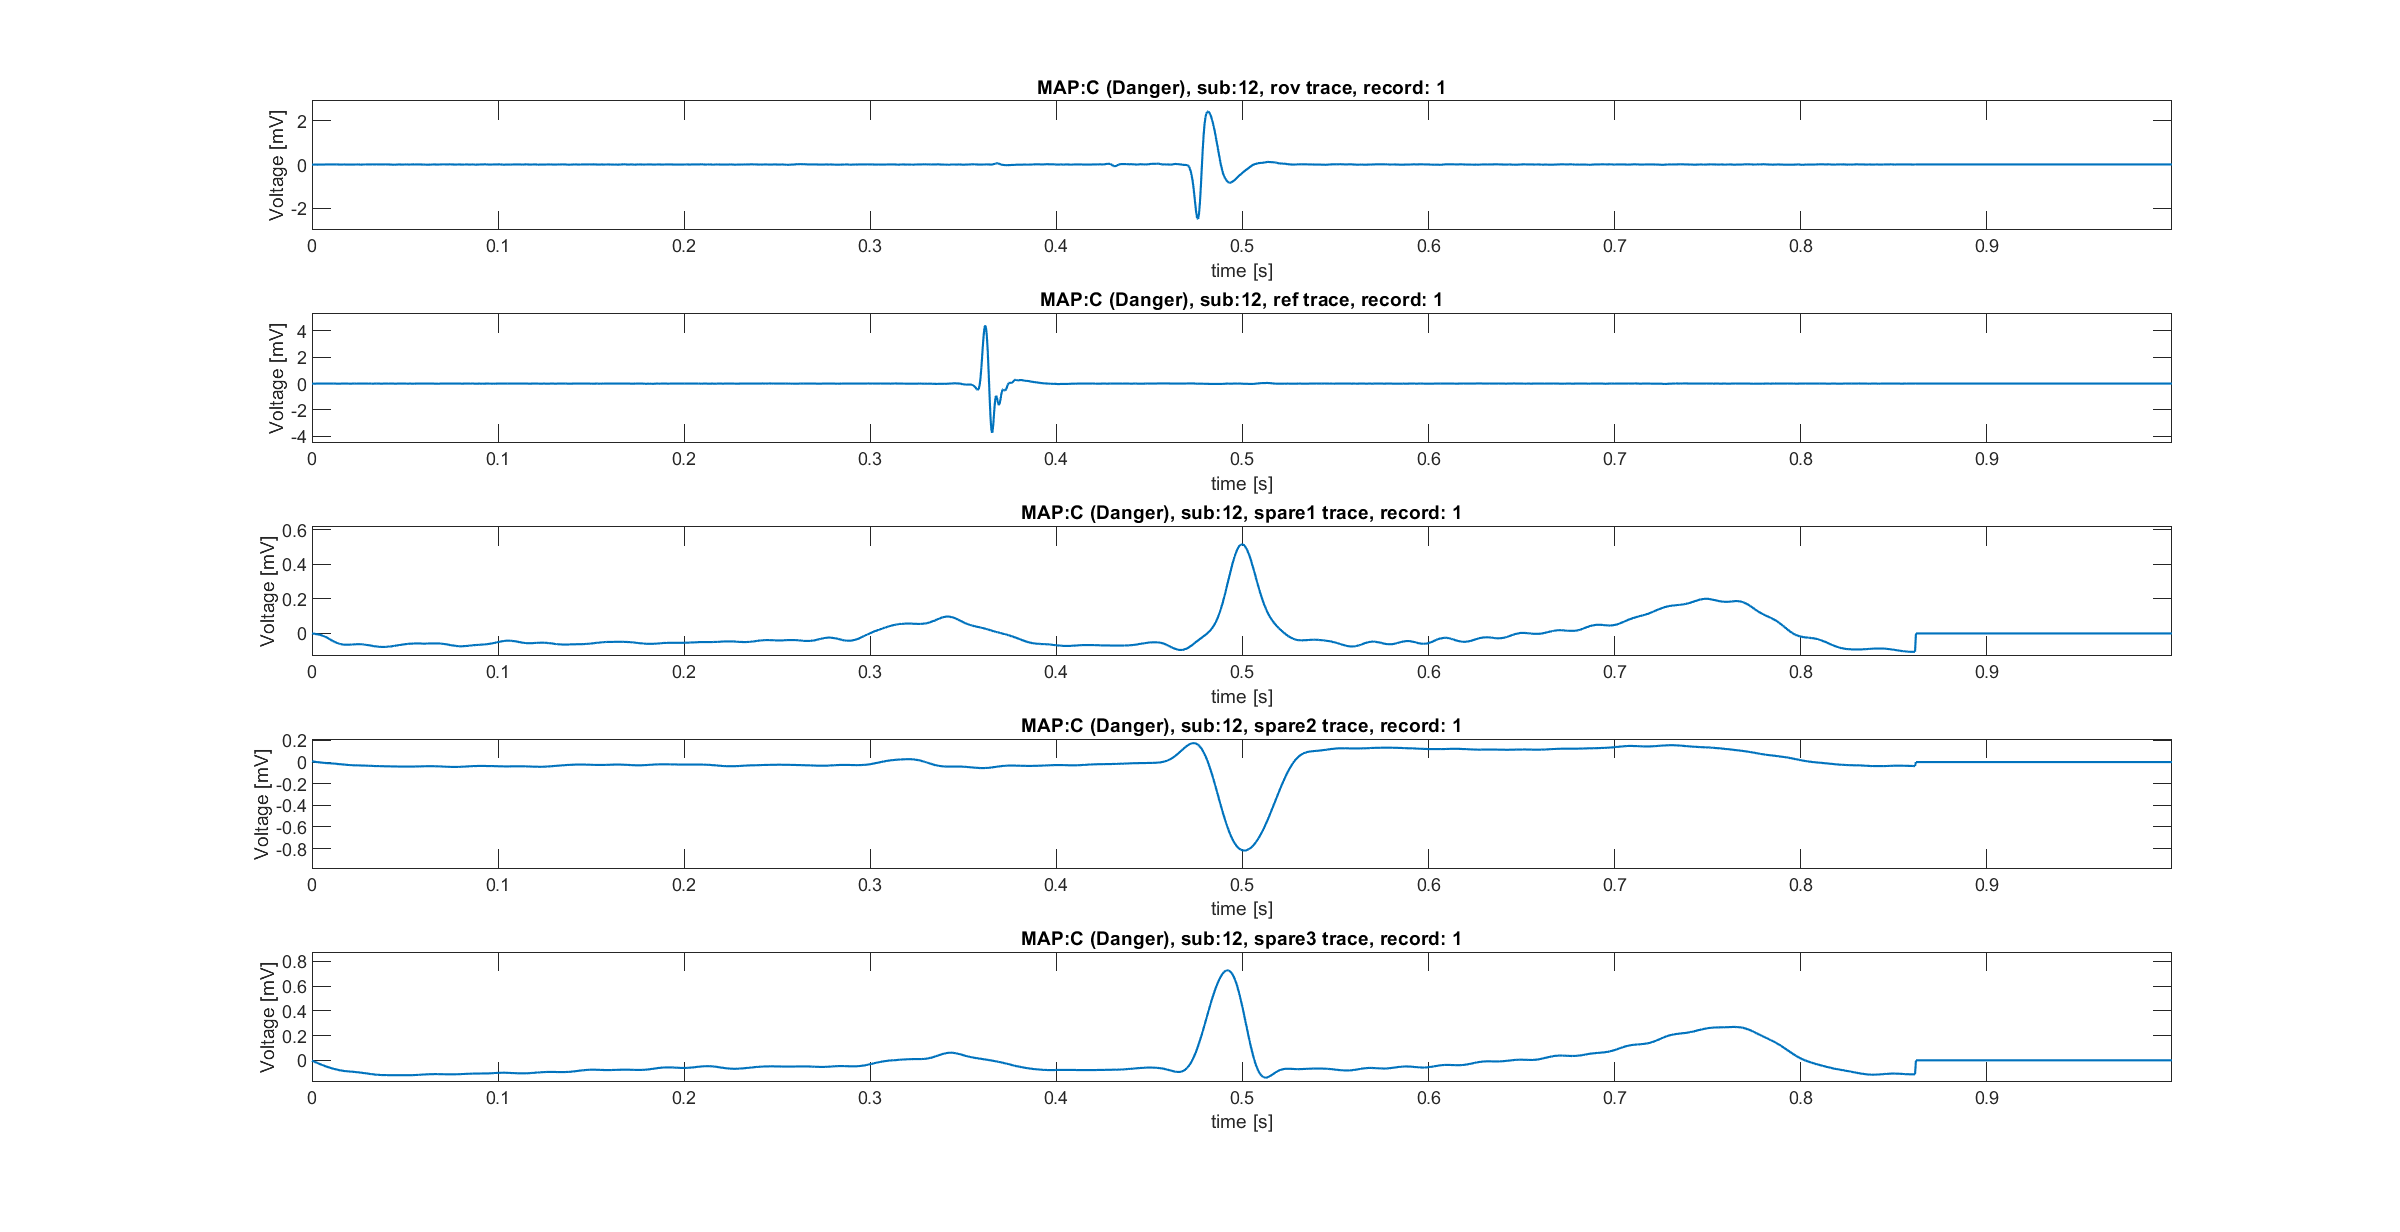 MAP:C (Danger), sub:12, rov trace, record: 1
Voltage [mV]
2
0
-2
0 0.1 0.2 0.3 0.4 0.5 0.6 0.7 0.8 0.9
time [s]
MAP:C (Danger), sub:12, ref trace, record: 1
Voltage [mV]
4
2
0
-2
-4
0 0.1 0.2 0.3 0.4 0.5 0.6 0.7 0.8 0.9
time [s]
MAP:C (Danger), sub:12, spare1 trace, record: 1
Voltage [mV]
0.6
0.4
0.2
0
0 0.1 0.2 0.3 0.4 0.5 0.6 0.7 0.8 0.9
time [s]
MAP:C (Danger), sub:12, spare2 trace, record: 1
Voltage [mV]
0.2
0
-0.2
-0.4
-0.6
-0.8
0 0.1 0.2 0.3 0.4 0.5 0.6 0.7 0.8 0.9
time [s]
MAP:C (Danger), sub:12, spare3 trace, record: 1
Voltage [mV]
0.8
0.6
0.4
0.2
0
0 0.1 0.2 0.3 0.4 0.5 0.6 0.7 0.8 0.9
time [s]